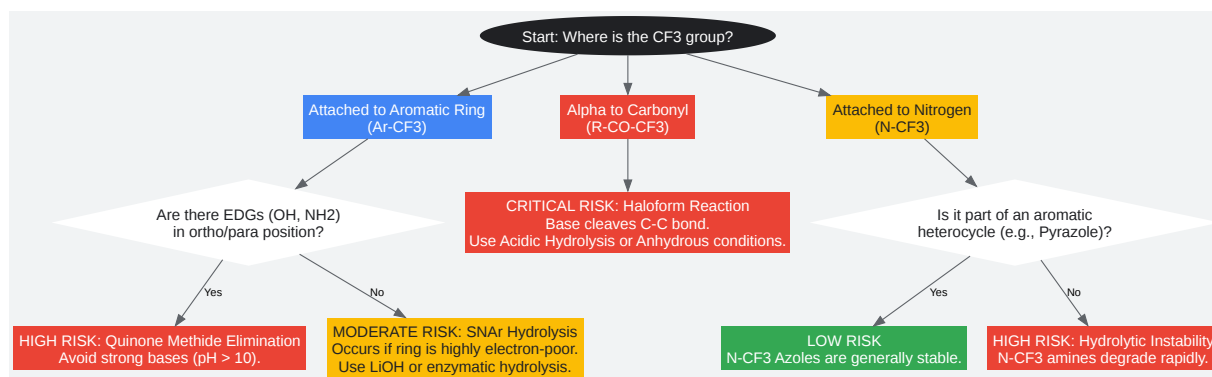 Start: Where is the CF3 group?
Attached to Aromatic Ring
(Ar-CF3)
Alpha to Carbonyl
(R-CO-CF3)
Attached to Nitrogen
(N-CF3)
Are there EDGs (OH, NH2)
in ortho/para position?
CRITICAL RISK: Haloform Reaction
Base cleaves C-C bond.
Use Acidic Hydrolysis or Anhydrous conditions.
Is it part of an aromatic
heterocycle (e.g., Pyrazole)?
Yes
No
Yes
No
HIGH RISK: Quinone Methide Elimination
Avoid strong bases (pH > 10).
MODERATE RISK: SNAr Hydrolysis
Occurs if ring is highly electron-poor.
Use LiOH or enzymatic hydrolysis.
LOW RISK
N-CF3 Azoles are generally stable.
HIGH RISK: Hydrolytic Instability
N-CF3 amines degrade rapidly.